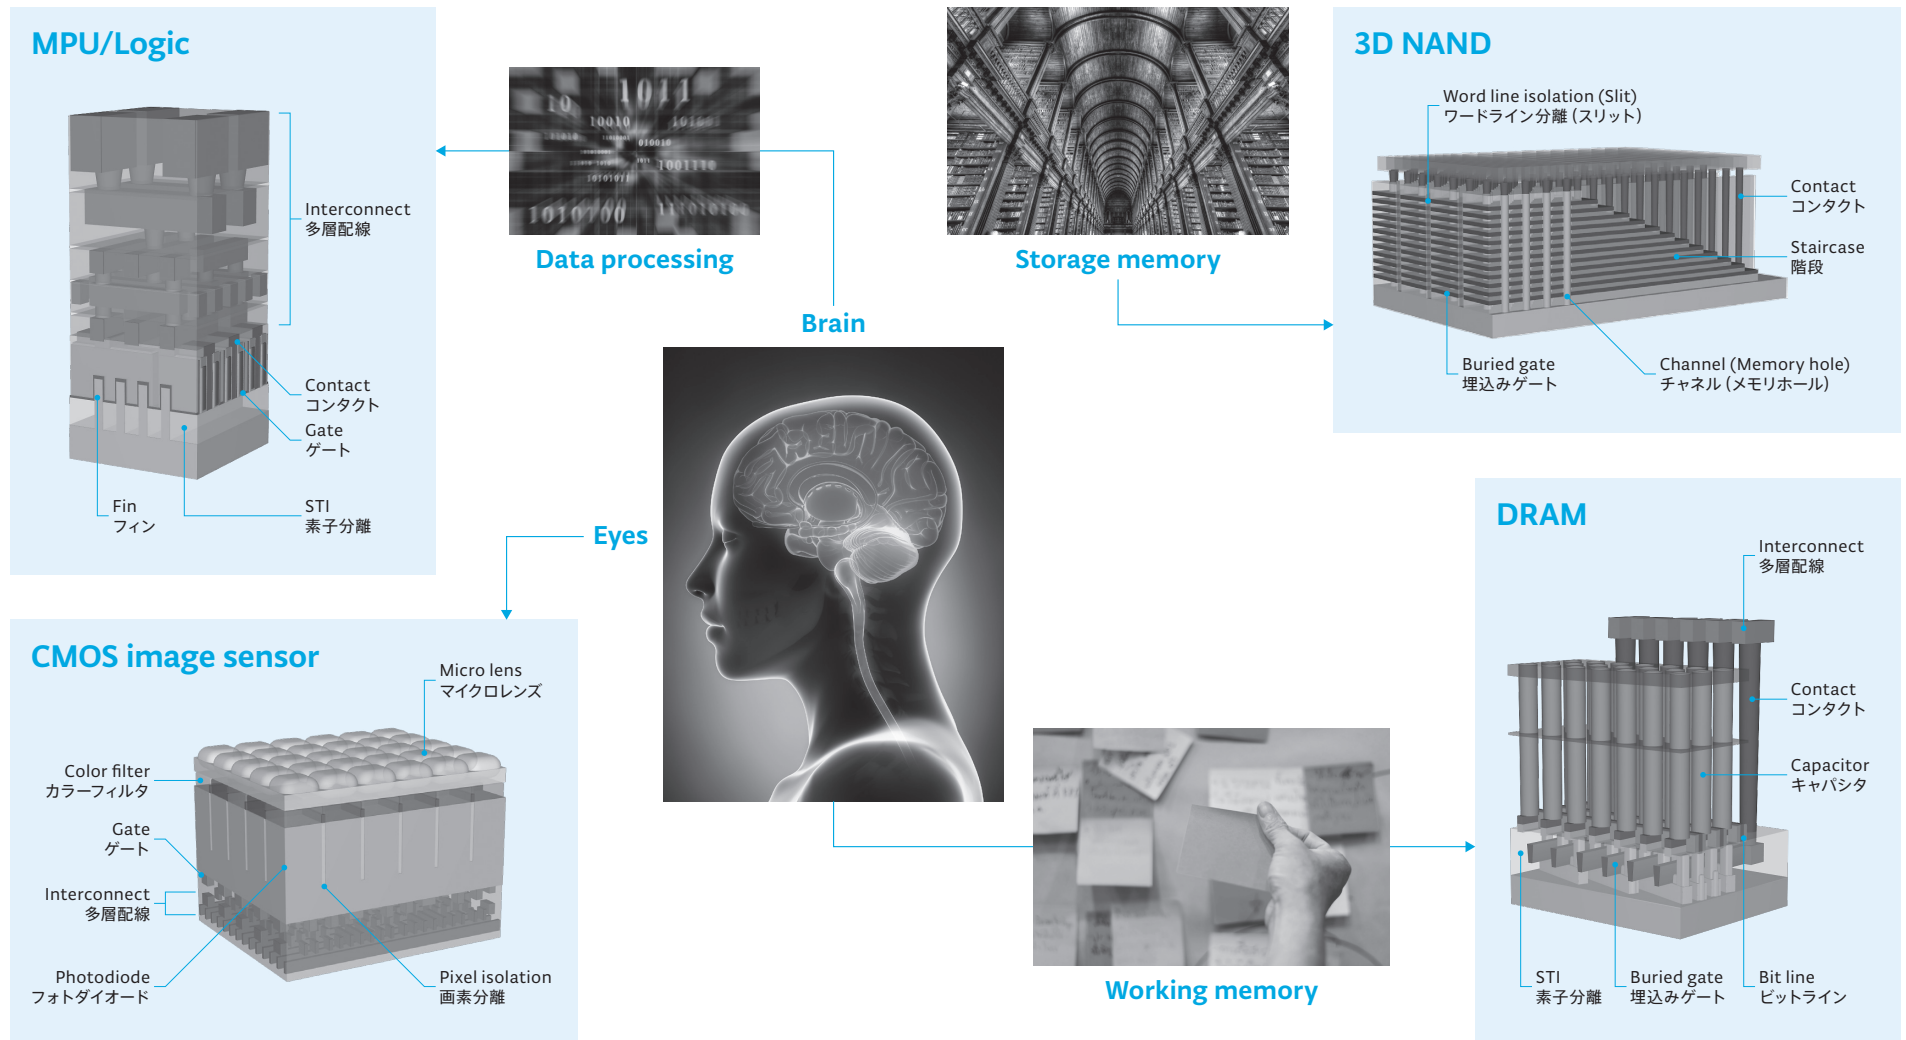 MPU/Logic
Interconnect
多層配線
Contact
コンタクト
Gate
ゲート
Fin
フィン
STI
素子分離
1011
10
10010
010010
1001110
10101011
1010700
Data processing
Storage memory
Brain
Eyes
Working memory
3D NAND
Word line isolation (Slit)
ワードライン分離 (スリット)
Contact
コンタクト
Staircase
階段
Buried gate
埋込みゲート
Channel (Memory hole)
チャネル (メモリホール)
CMOS image sensor
Micro lens
マイクロレンズ
Color filter
カラーフィルタ
Gate
ゲート
Interconnect
多層配線
Photodiode
フォトダイオード
Pixel isolation
画素分離
DRAM
Interconnect
多層配線
Contact
コンタクト
Capacitor
キャパシタ
STI
素子分離
Buried gate
埋込みゲート
Bit line
ビットライン